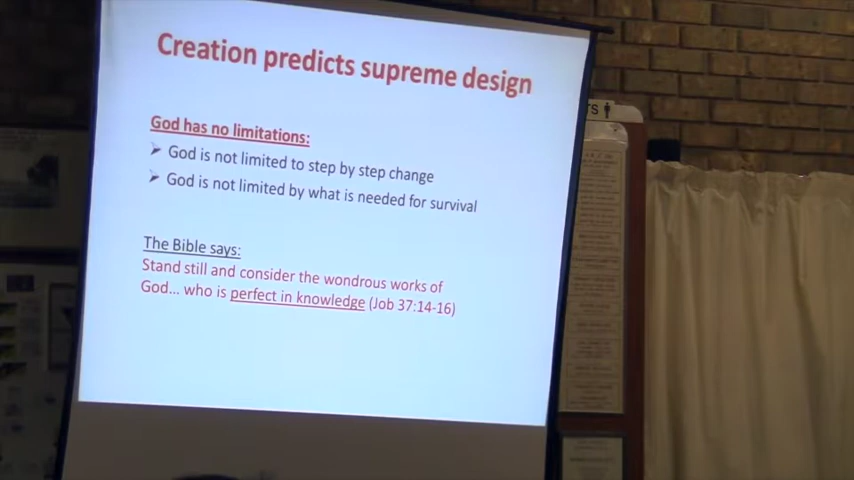 Creation predicts supreme design
God has no limitations:
➢ God is not limited to step by step change
➢ God is not limited by what is needed for survival
The Bible says:
Stand still and consider the wondrous works of
God... who is perfect in knowledge (Job 37:14-16)